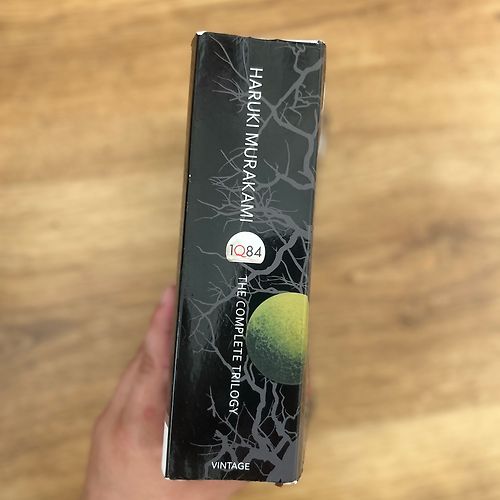 HARUKI MURAKAMI
1Q84
THE COMPLETE TRILOGY
VINTAGE